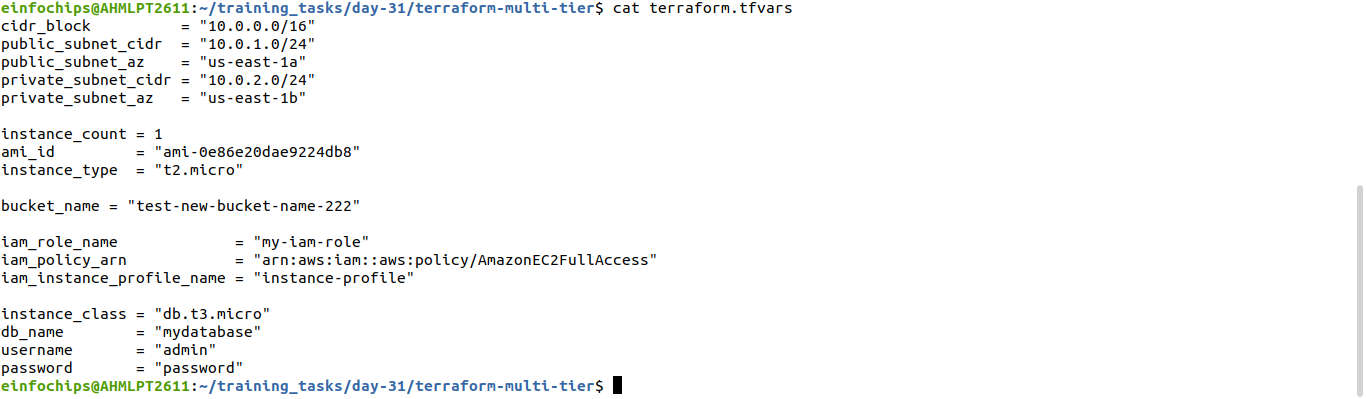 einfochips@AHMLPT2611:~/training_tasks/day-31/terraform-multi-tier$ cat terraform.tfvars
cidr_block          = "10.0.0.0/16"
public_subnet_cidr  = "10.0.1.0/24"
public_subnet_az    = "us-east-1a"
private_subnet_cidr = "10.0.2.0/24"
private_subnet_az   = "us-east-1b"

instance_count = 1
ami_id         = "ami-0e86e20dae9224db8"
instance_type  = "t2.micro"

bucket_name = "test-new-bucket-name-222"

iam_role_name             = "my-iam-role"
iam_policy_arn            = "arn:aws:iam::aws:policy/AmazonEC2FullAccess"
iam_instance_profile_name = "instance-profile"

instance_class = "db.t3.micro"
db_name        = "mydatabase"
username       = "admin"
password       = "password"
einfochips@AHMLPT2611:~/training_tasks/day-31/terraform-multi-tier$